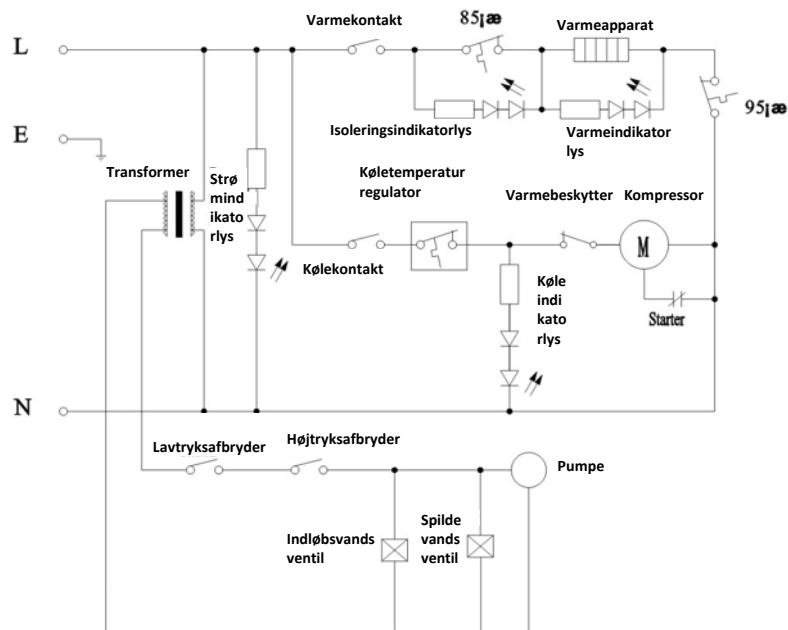 Varmekontakt
85¡æ
Varmeapparat
L
95¡æ
Isoleringsindikatorlys
Varmeindikator
lys
E
Transformer
Strø
mind
ikato
rlys
Køletemperatur
regulator
Varmebeskytter
Kompressor
M
Kølekontakt
Køle
indi
kato
rlys
Starter
N
Lavtryksafbryder
Højtryksafbryder
Pumpe
Indløbsvands
ventil
Spilde
vands
ventil